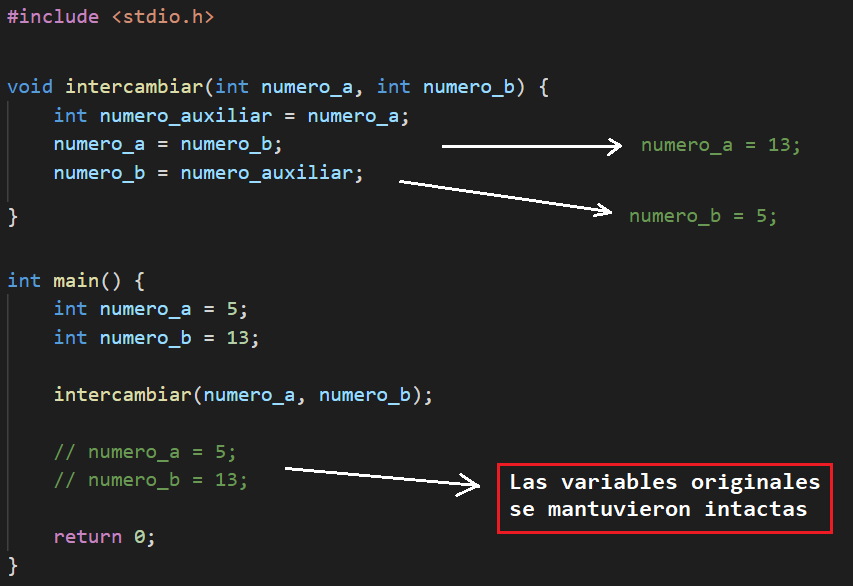 #include <stdio.h>
void intercambiar(int numero_a, int numero_b) {
int numero_auxiliar = numero_a;
numero_a = numero_b; numero_a = 13;
numero_b = numero_auxiliar;
} numero_b = 5;
int main() {
int numero_a = 5;
int numero_b = 13;
intercambiar(numero_a, numero_b);
// numero_a = 5;
// numero_b = 13;
Las variables originales
se mantuvieron intactas
return 0;
}